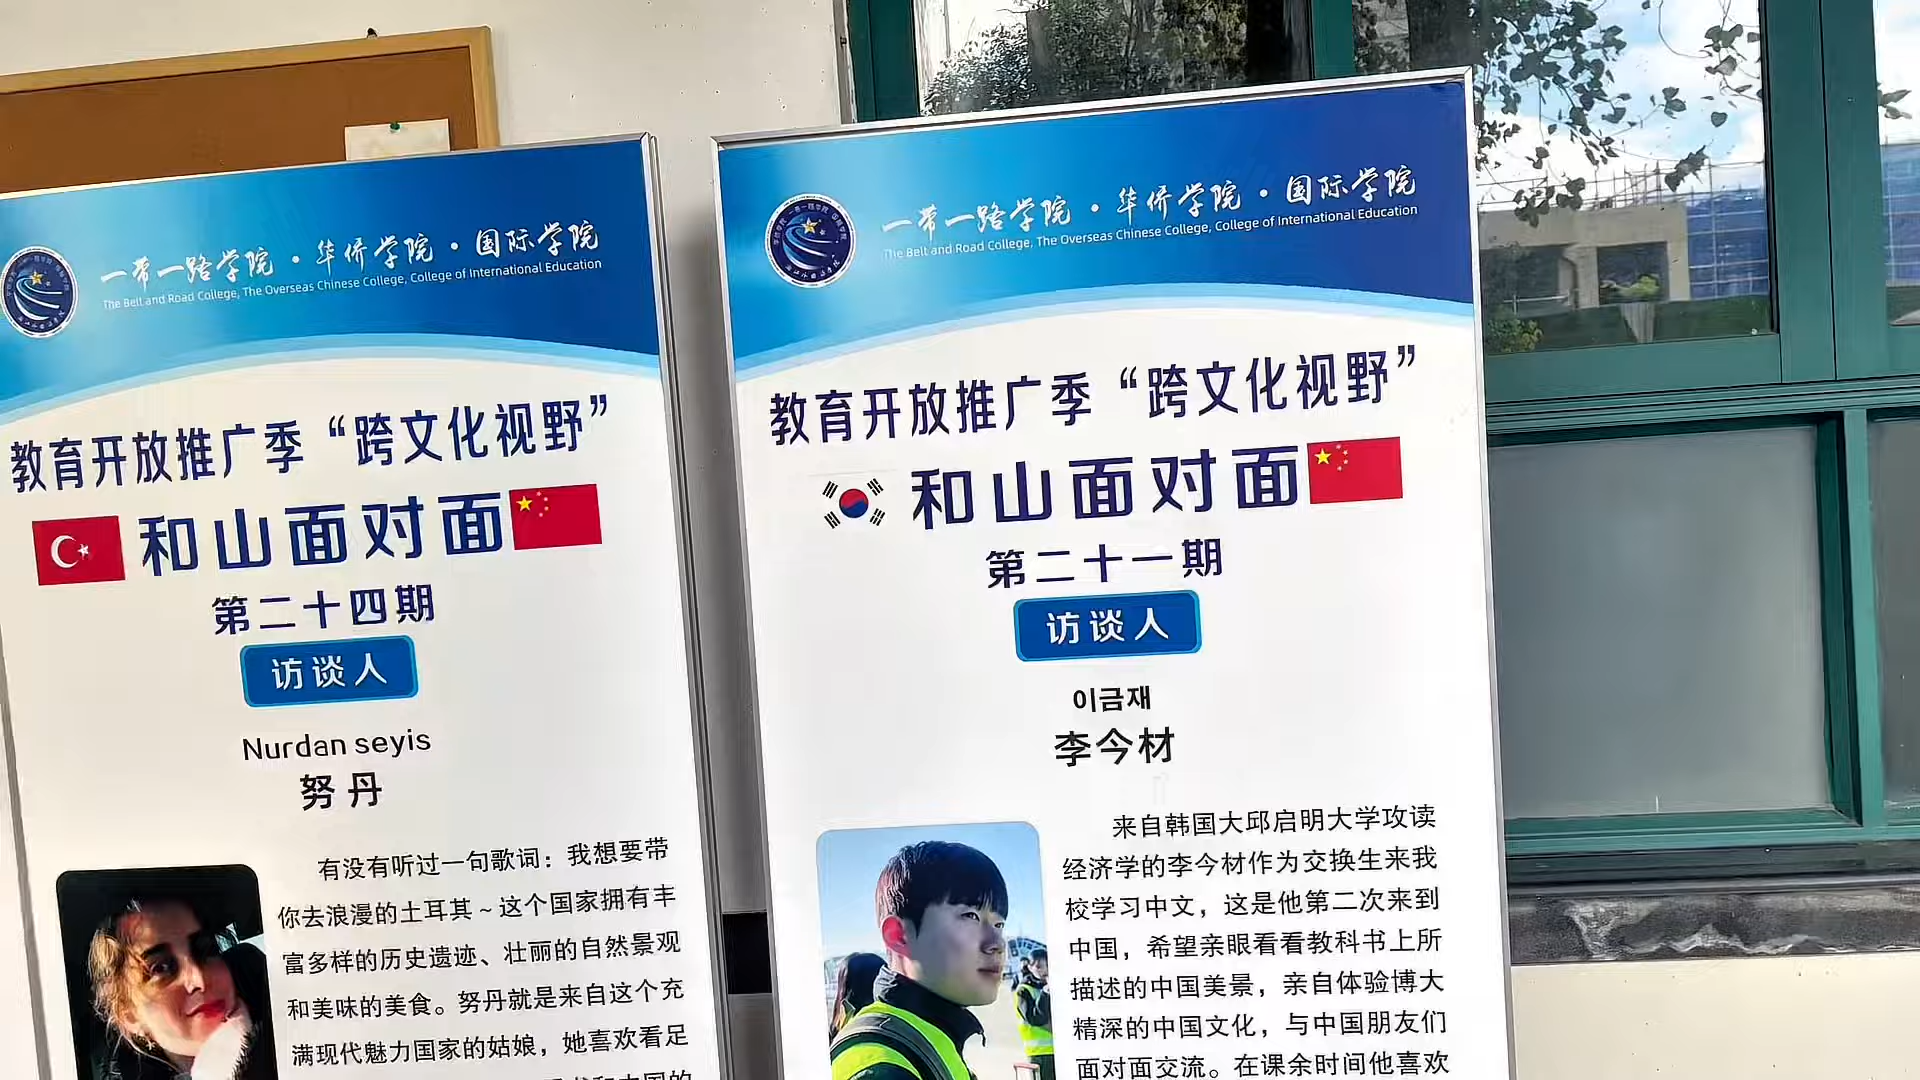 一带一路学院·华侨学院·国际学院
The Belt and Road College, The Overseas Chinese College, College of International Education
教育开放推广季“跨文化视野”
和山面对面
第二十四期
访谈人
Nurdan seyis
努丹
有没有听过一句歌词：我想要带
你去浪漫的土耳其～这个国家拥有丰
富多样的历史遗迹、壮丽的自然景观
和美味的美食。努丹就是来自这个充
满现代魅力国家的姑娘，她喜欢看足
一带一路学院·华侨学院·国际学院
The Belt and Road College, The Overseas Chinese College, College of International Education
教育开放推广季“跨文化视野”
和山面对面
第二十一期
访谈人
이금재
李今材
来自韩国大邱启明大学攻读
经济学的李今材作为交换生来我
校学习中文，这是他第二次来到
中国，希望亲眼看看教科书上所
描述的中国美景，亲自体验博大
精深的中国文化，与中国朋友们
面对面交流。在课余时间他喜欢